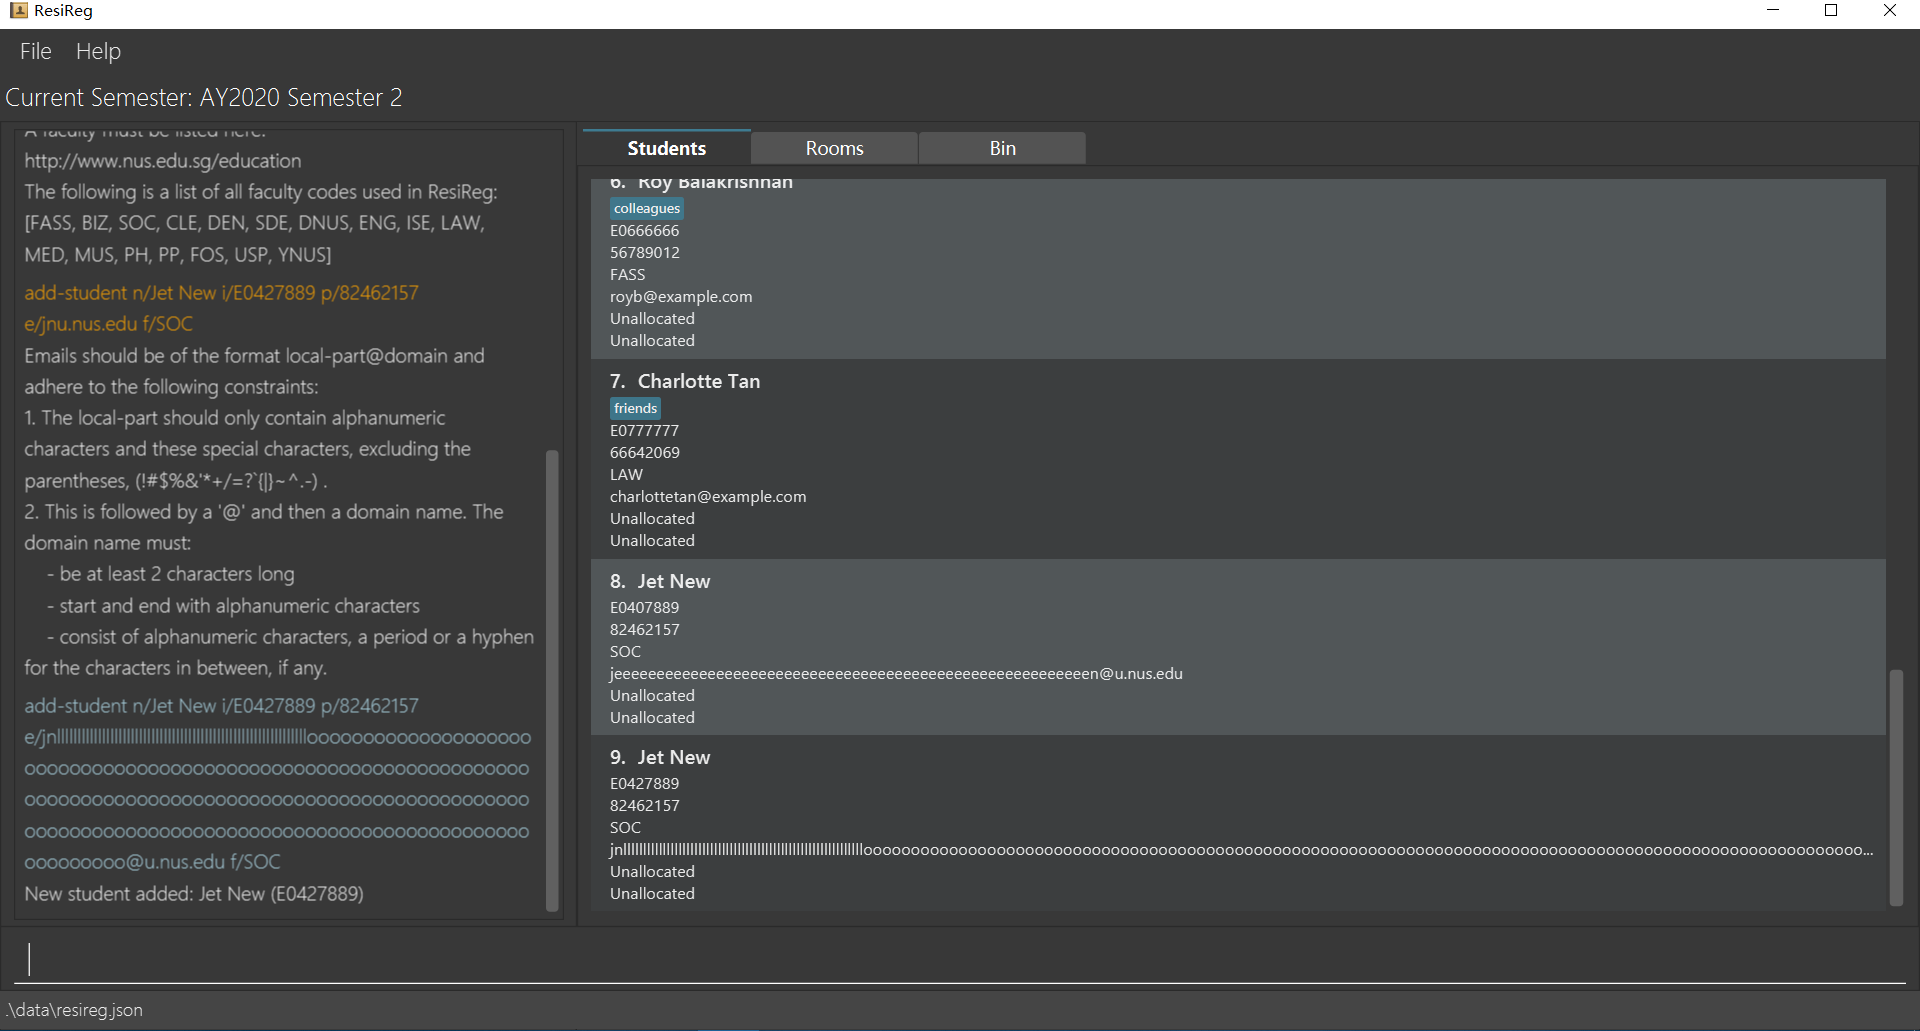 ResiReg
File Help
Current Semester: AY2020 Semester 2
A faculty must be listed here:
http://www.nus.edu.sg/education
The following is a list of all faculty codes used in ResiReg:
[FASS, BIZ, SOC, CLE, DEN, SDE, DNUS, ENG, ISE, LAW,
MED, MUS, PH, PP, FOS, USP, YNUS]
add-student n/Jet New i/E0427889 p/82462157
e/jnu.nus.edu f/SOC
Emails should be of the format local-part@domain and
adhere to the following constraints:
1. The local-part should only contain alphanumeric
characters and these special characters, excluding the
parentheses, (!#$%&'*+/=?`{|}~^.-) .
2. This is followed by a '@' and then a domain name. The
domain name must:
- be at least 2 characters long
- start and end with alphanumeric characters
- consist of alphanumeric characters, a period or a hyphen
for the characters in between, if any.
add-student n/Jet New i/E0427889 p/82462157
@u.nus.edu f/SOC
New student added: Jet New (E0427889)
Students Rooms Bin
6. Roy Balakrishnan
colleagues
E0666666
56789012
FASS
royb@example.com
Unallocated
Unallocated
7. Charlotte Tan
friends
E0777777
66642069
LAW
charlottetan@example.com
Unallocated
Unallocated
8. Jet New
E0407889
82462157
SOC
Unallocated
Unallocated
9. Jet New
E0427889
82462157
SOC
Unallocated
Unallocated
.\data\resireg.json